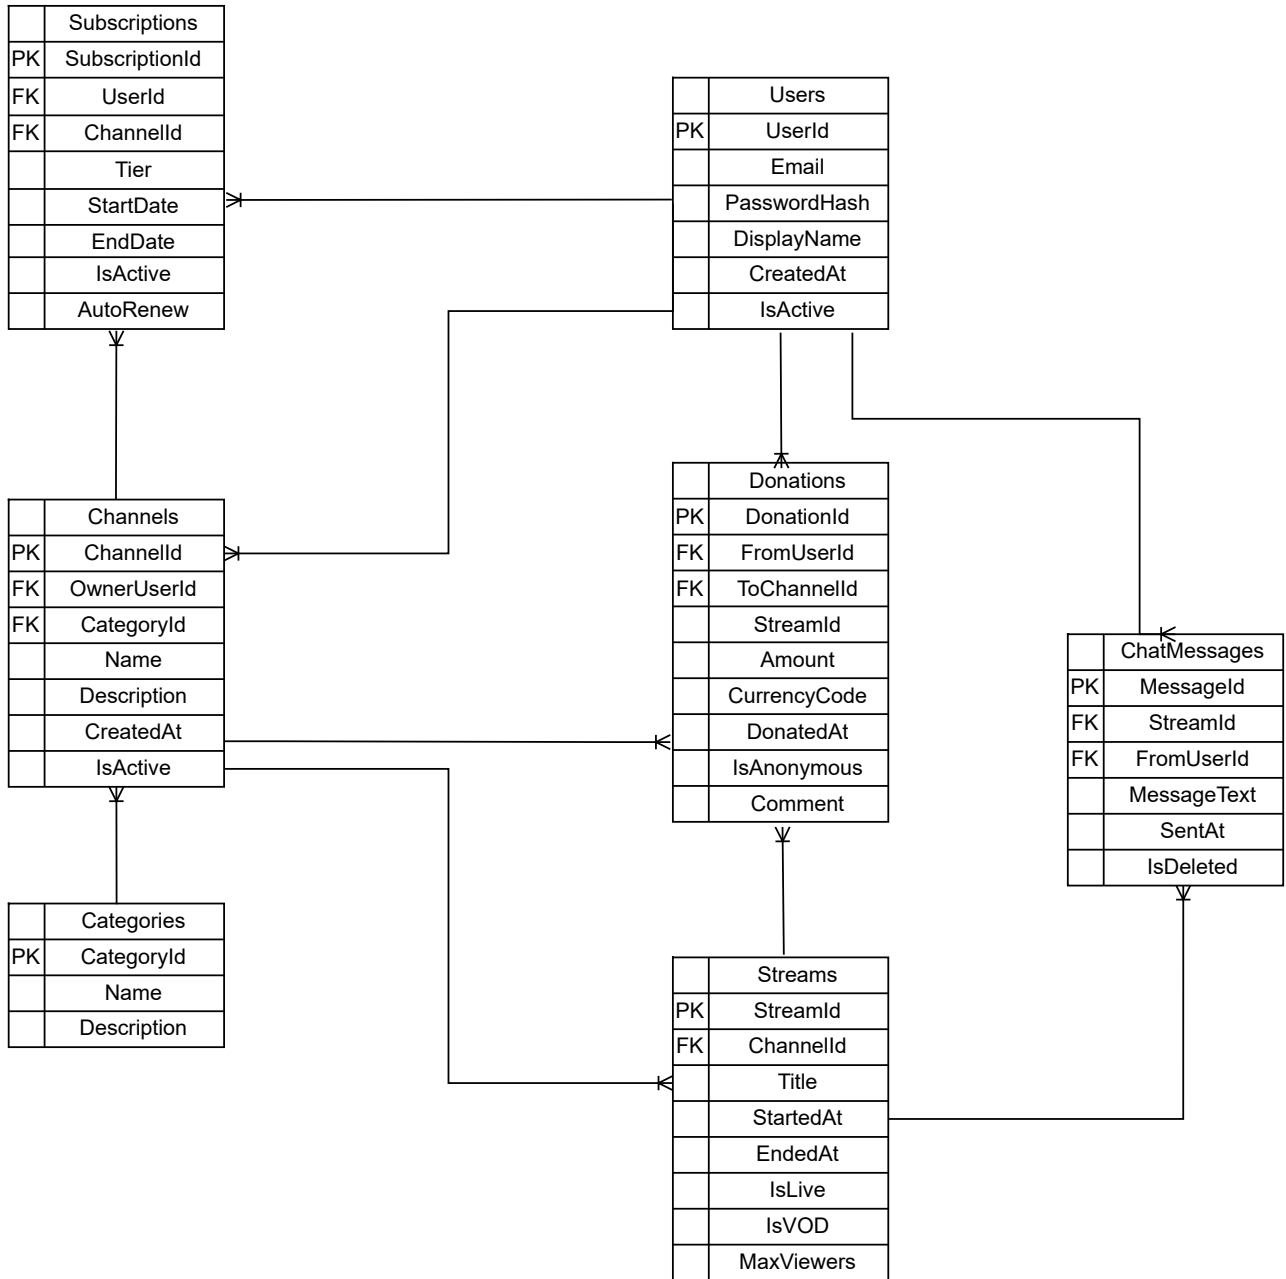 Subscriptions
PK SubscriptionId
FK UserId
FK ChannelId
Tier
StartDate
EndDate
IsActive
AutoRenew
Users
PK UserId
Email
PasswordHash
DisplayName
CreatedAt
IsActive
Channels
PK ChannelId
FK OwnerUserId
FK CategoryId
Name
Description
CreatedAt
IsActive
Donations
PK DonationId
FK FromUserId
FK ToChannelId
StreamId
Amount
CurrencyCode
DonatedAt
IsAnonymous
Comment
ChatMessages
PK MessageId
FK StreamId
FK FromUserId
MessageText
SentAt
IsDeleted
Categories
PK CategoryId
Name
Description
Streams
PK StreamId
FK ChannelId
Title
StartedAt
EndedAt
IsLive
IsVOD
MaxViewers